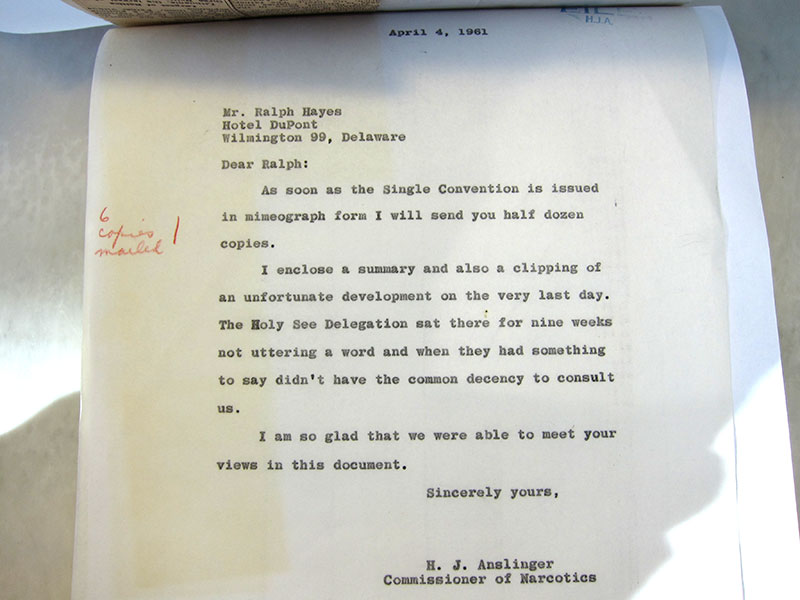 H.J.A.
April 4, 1961
Mr. Ralph Hayes
Hotel DuPont
Wilmington 99, Delaware
Dear Ralph:
As soon as the Single Convention is issued
in mimeograph form I will send you half dozen
copies.
6
copies
mailed
I enclose a summary and also a clipping of
an unfortunate development on the very last day.
The Holy See Delegation sat there for nine weeks
not uttering a word and when they had something
to say didn't have the common decency to consult
us.
I am so glad that we were able to meet your
views in this document.
Sincerely yours,
H. J. Anslinger
Commissioner of Narcotics